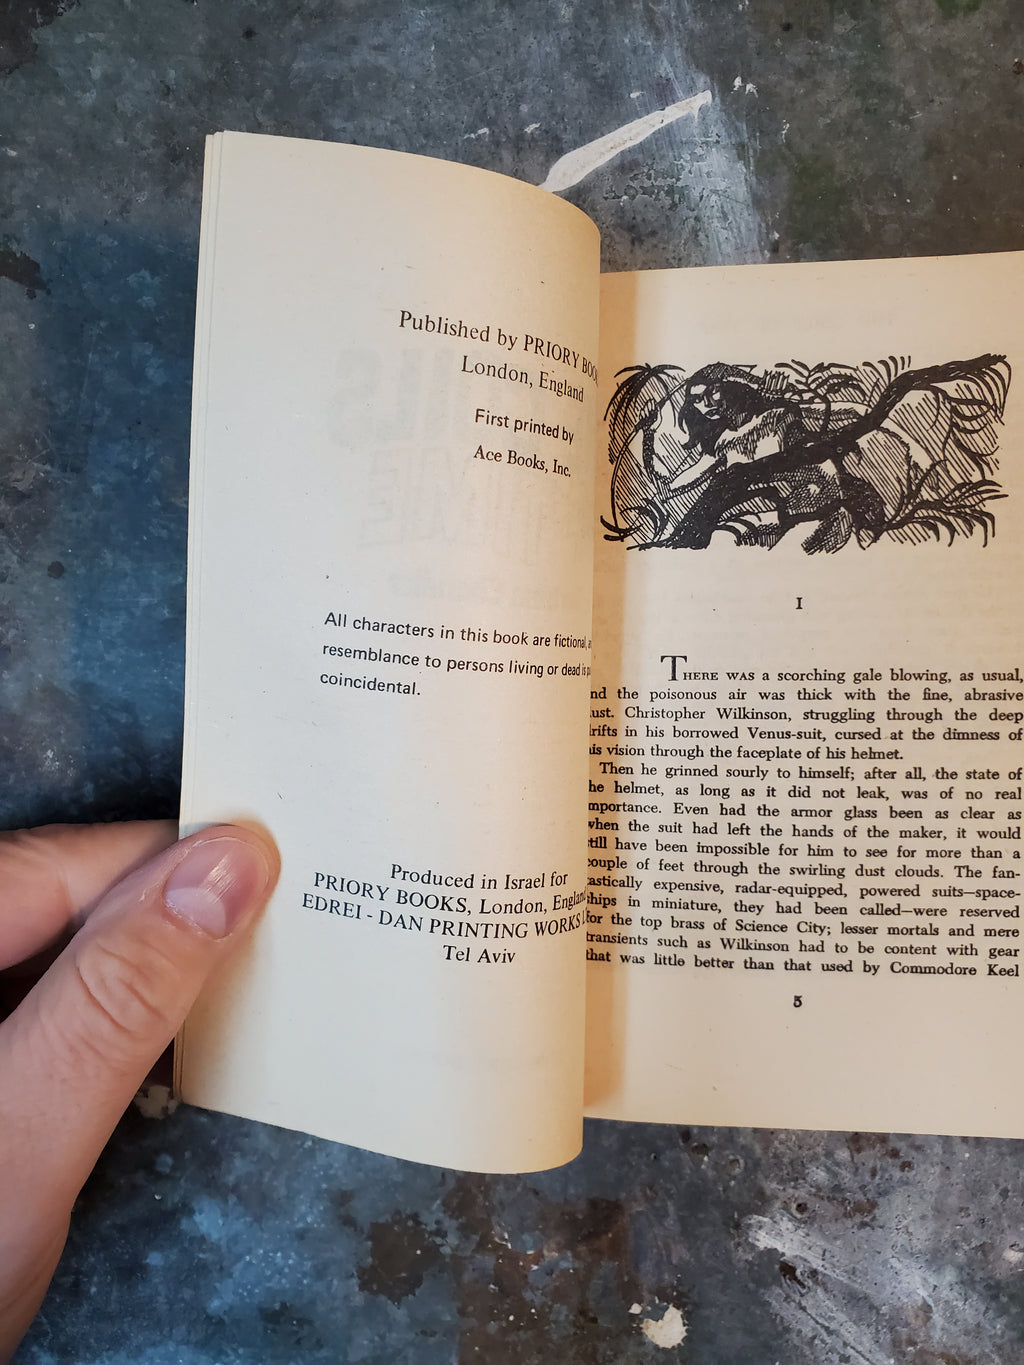 Published by PRIORY
London, England
First printed by
Ace Books, Inc.
All characters in this book are fictional,
resemblance to persons living or dead is
coincidental.
Produced in Israel for
PRIORY BOOKS, London, England
EDREI - DAN PRINTING WORKS
Tel Aviv
I
THERE WAS a scorching gale blowing, as usual,
the poisonous air was thick with the fine, abrasive
Christopher Wilkinson, struggling through the deep
in his borrowed Venus-suit, cursed at the dimness of
vision through the faceplate of his helmet.
Then he grinned sourly to himself; after all, the state of
helmet, as long as it did not leak, was of no real
Even had the armor glass been as clear as
when the suit had left the hands of the maker, it would
have been impossible for him to see for more than a
couple of feet through the swirling dust clouds. The fan-
expensive, radar-equipped, powered suits—space-
ships in miniature, they had been called—were reserved
for the top brass of Science City; lesser mortals and mere
transients such as Wilkinson had to be content with gear
that was little better than that used by Commodore Keel
5